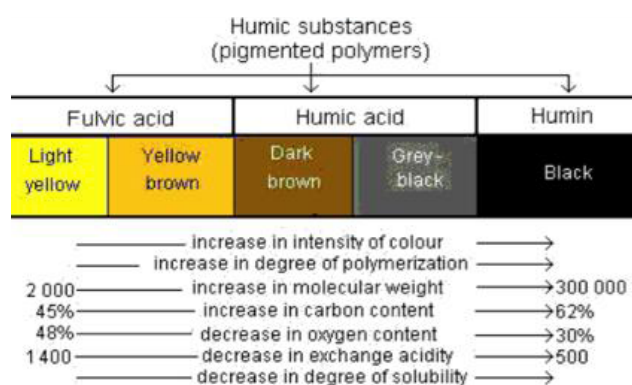 Humic substances
(pigmented polymers)
Fulvic acid Humic acid Humin
Light yellow Yellow brown Dark brown Grey-black Black
increase in intensity of colour
increase in degree of polymerization
2 000 increase in molecular weight 300 000
45% increase in carbon content 62%
48% decrease in oxygen content 30%
1 400 decrease in exchange acidity 500
decrease in degree of solubility